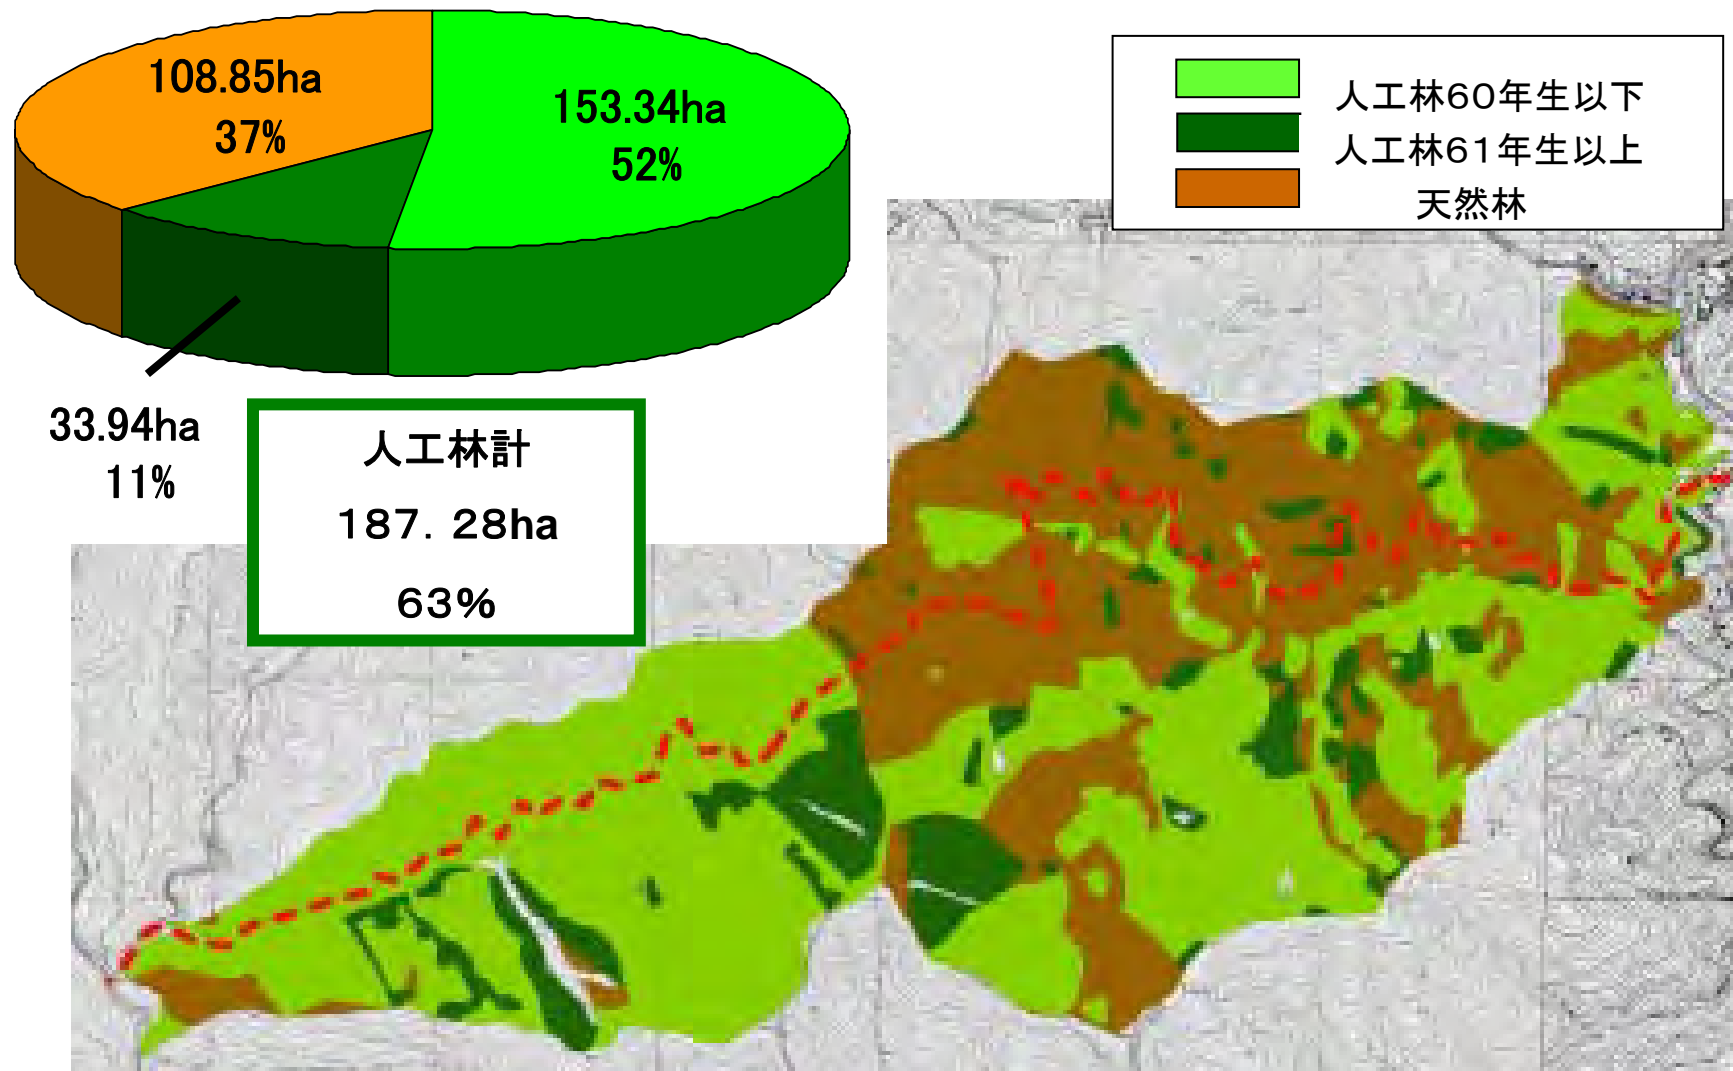 108.85ha
37%
153.34ha
52%
33.94ha
11%
人工林計
187. 28ha
63%
人工林60年生以下
人工林61年生以上
天然林